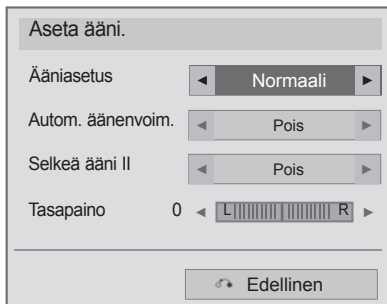 Aseta ääni.
Ääniasetus ◄ Normaali ►
Autom. äänenvoim. ◄ Pois ►
Selkeä ääni II ◄ Pois ►
Tasapaino 0 ◄ L R ►
Edellinen